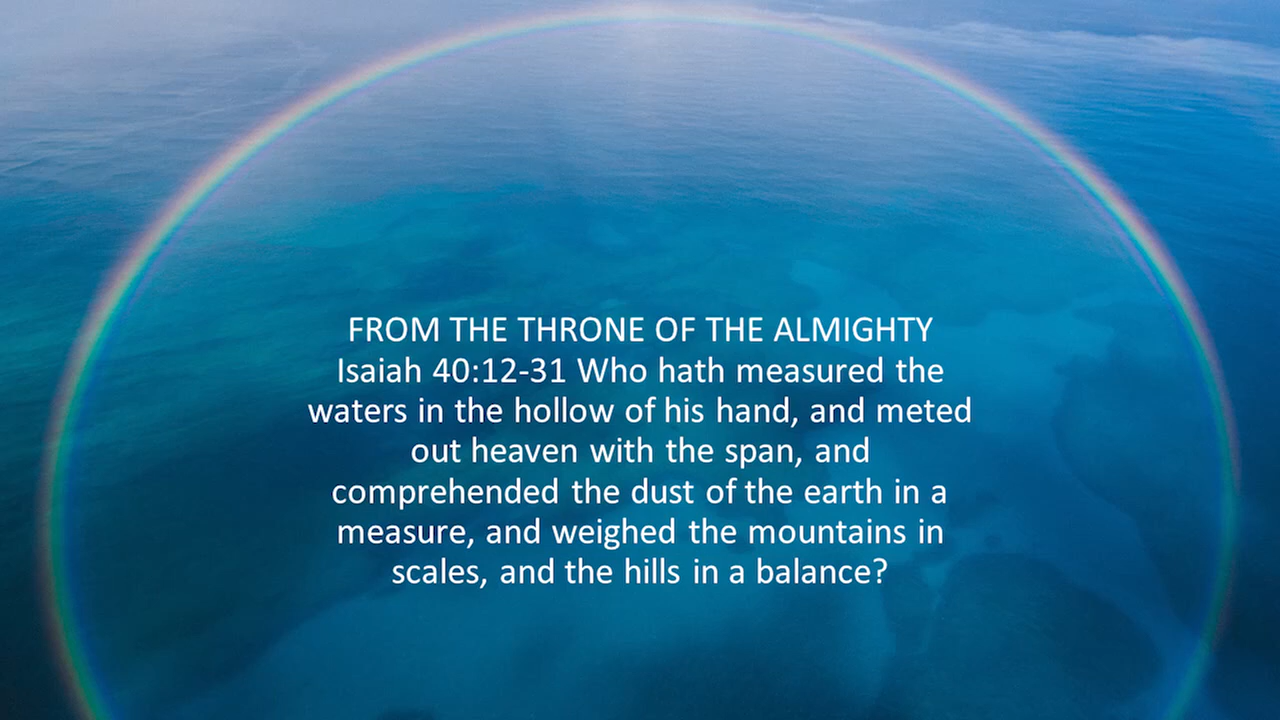 FROM THE THRONE OF THE ALMIGHTY
Isaiah 40:12-31 Who hath measured the
waters in the hollow of his hand, and meted
out heaven with the span, and
comprehended the dust of the earth in a
measure, and weighed the mountains in
scales, and the hills in a balance?